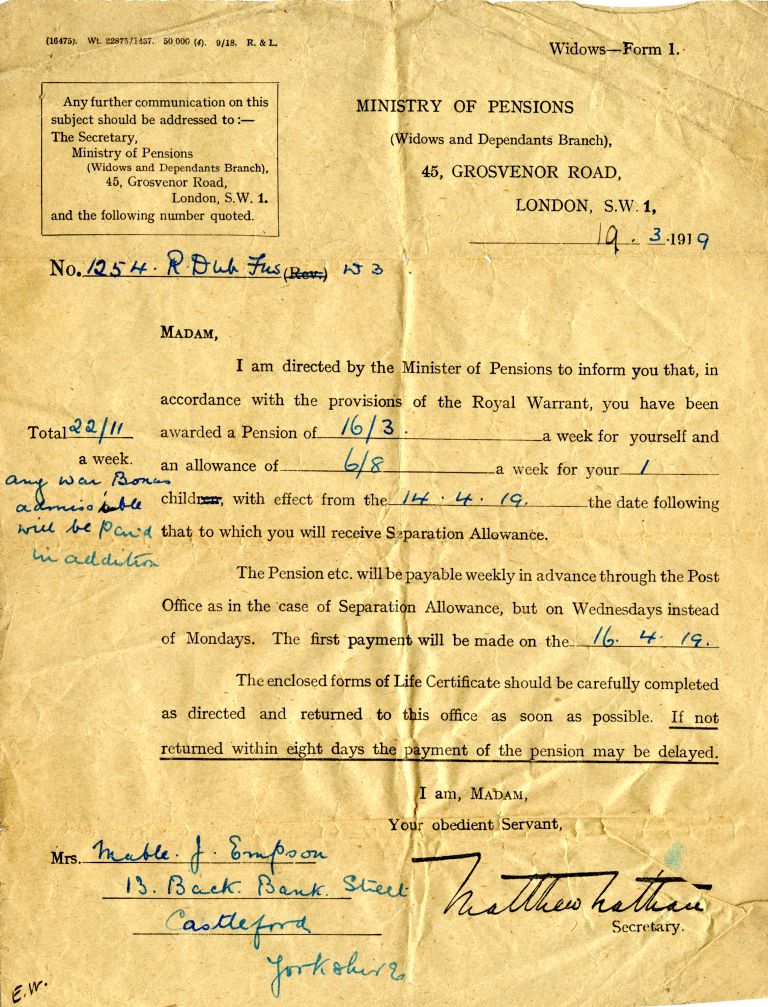 (16475). Wt. 22875/1437. 50 000 (4). 9/18. R. & L.
Widows—Form 1.
Any further communication on this
subject should be addressed to :—
The Secretary,
Ministry of Pensions
(Widows and Dependants Branch),
45, Grosvenor Road,
London, S.W. 1.
and the following number quoted.
MINISTRY OF PENSIONS
(Widows and Dependants Branch),
45, GROSVENOR ROAD,
LONDON, S.W. 1,
19 . 3 .1919
No. 1254. R. Dub Fus (Rev.) W 3
MADAM,
I am directed by the Minister of Pensions to inform you that, in
accordance with the provisions of the Royal Warrant, you have been
awarded a Pension of 16/3. a week for yourself and
an allowance of 6/8 a week for your 1
children, with effect from the 14. 4. 19. the date following
that to which you will receive Separation Allowance.
Total 22/11
a week.
any War Bonus
admissible
will be paid
in addition
The Pension etc. will be payable weekly in advance through the Post
Office as in the case of Separation Allowance, but on Wednesdays instead
of Mondays. The first payment will be made on the 16. 4. 19.
The enclosed forms of Life Certificate should be carefully completed
as directed and returned to this office as soon as possible. If not
returned within eight days the payment of the pension may be delayed.
I am, MADAM,
Your obedient Servant,
Matthew Nathan
Secretary.
Mrs. Mable. J. Empson
13. Back. Bank. Street
Castleford
Yorkshire
E.W.